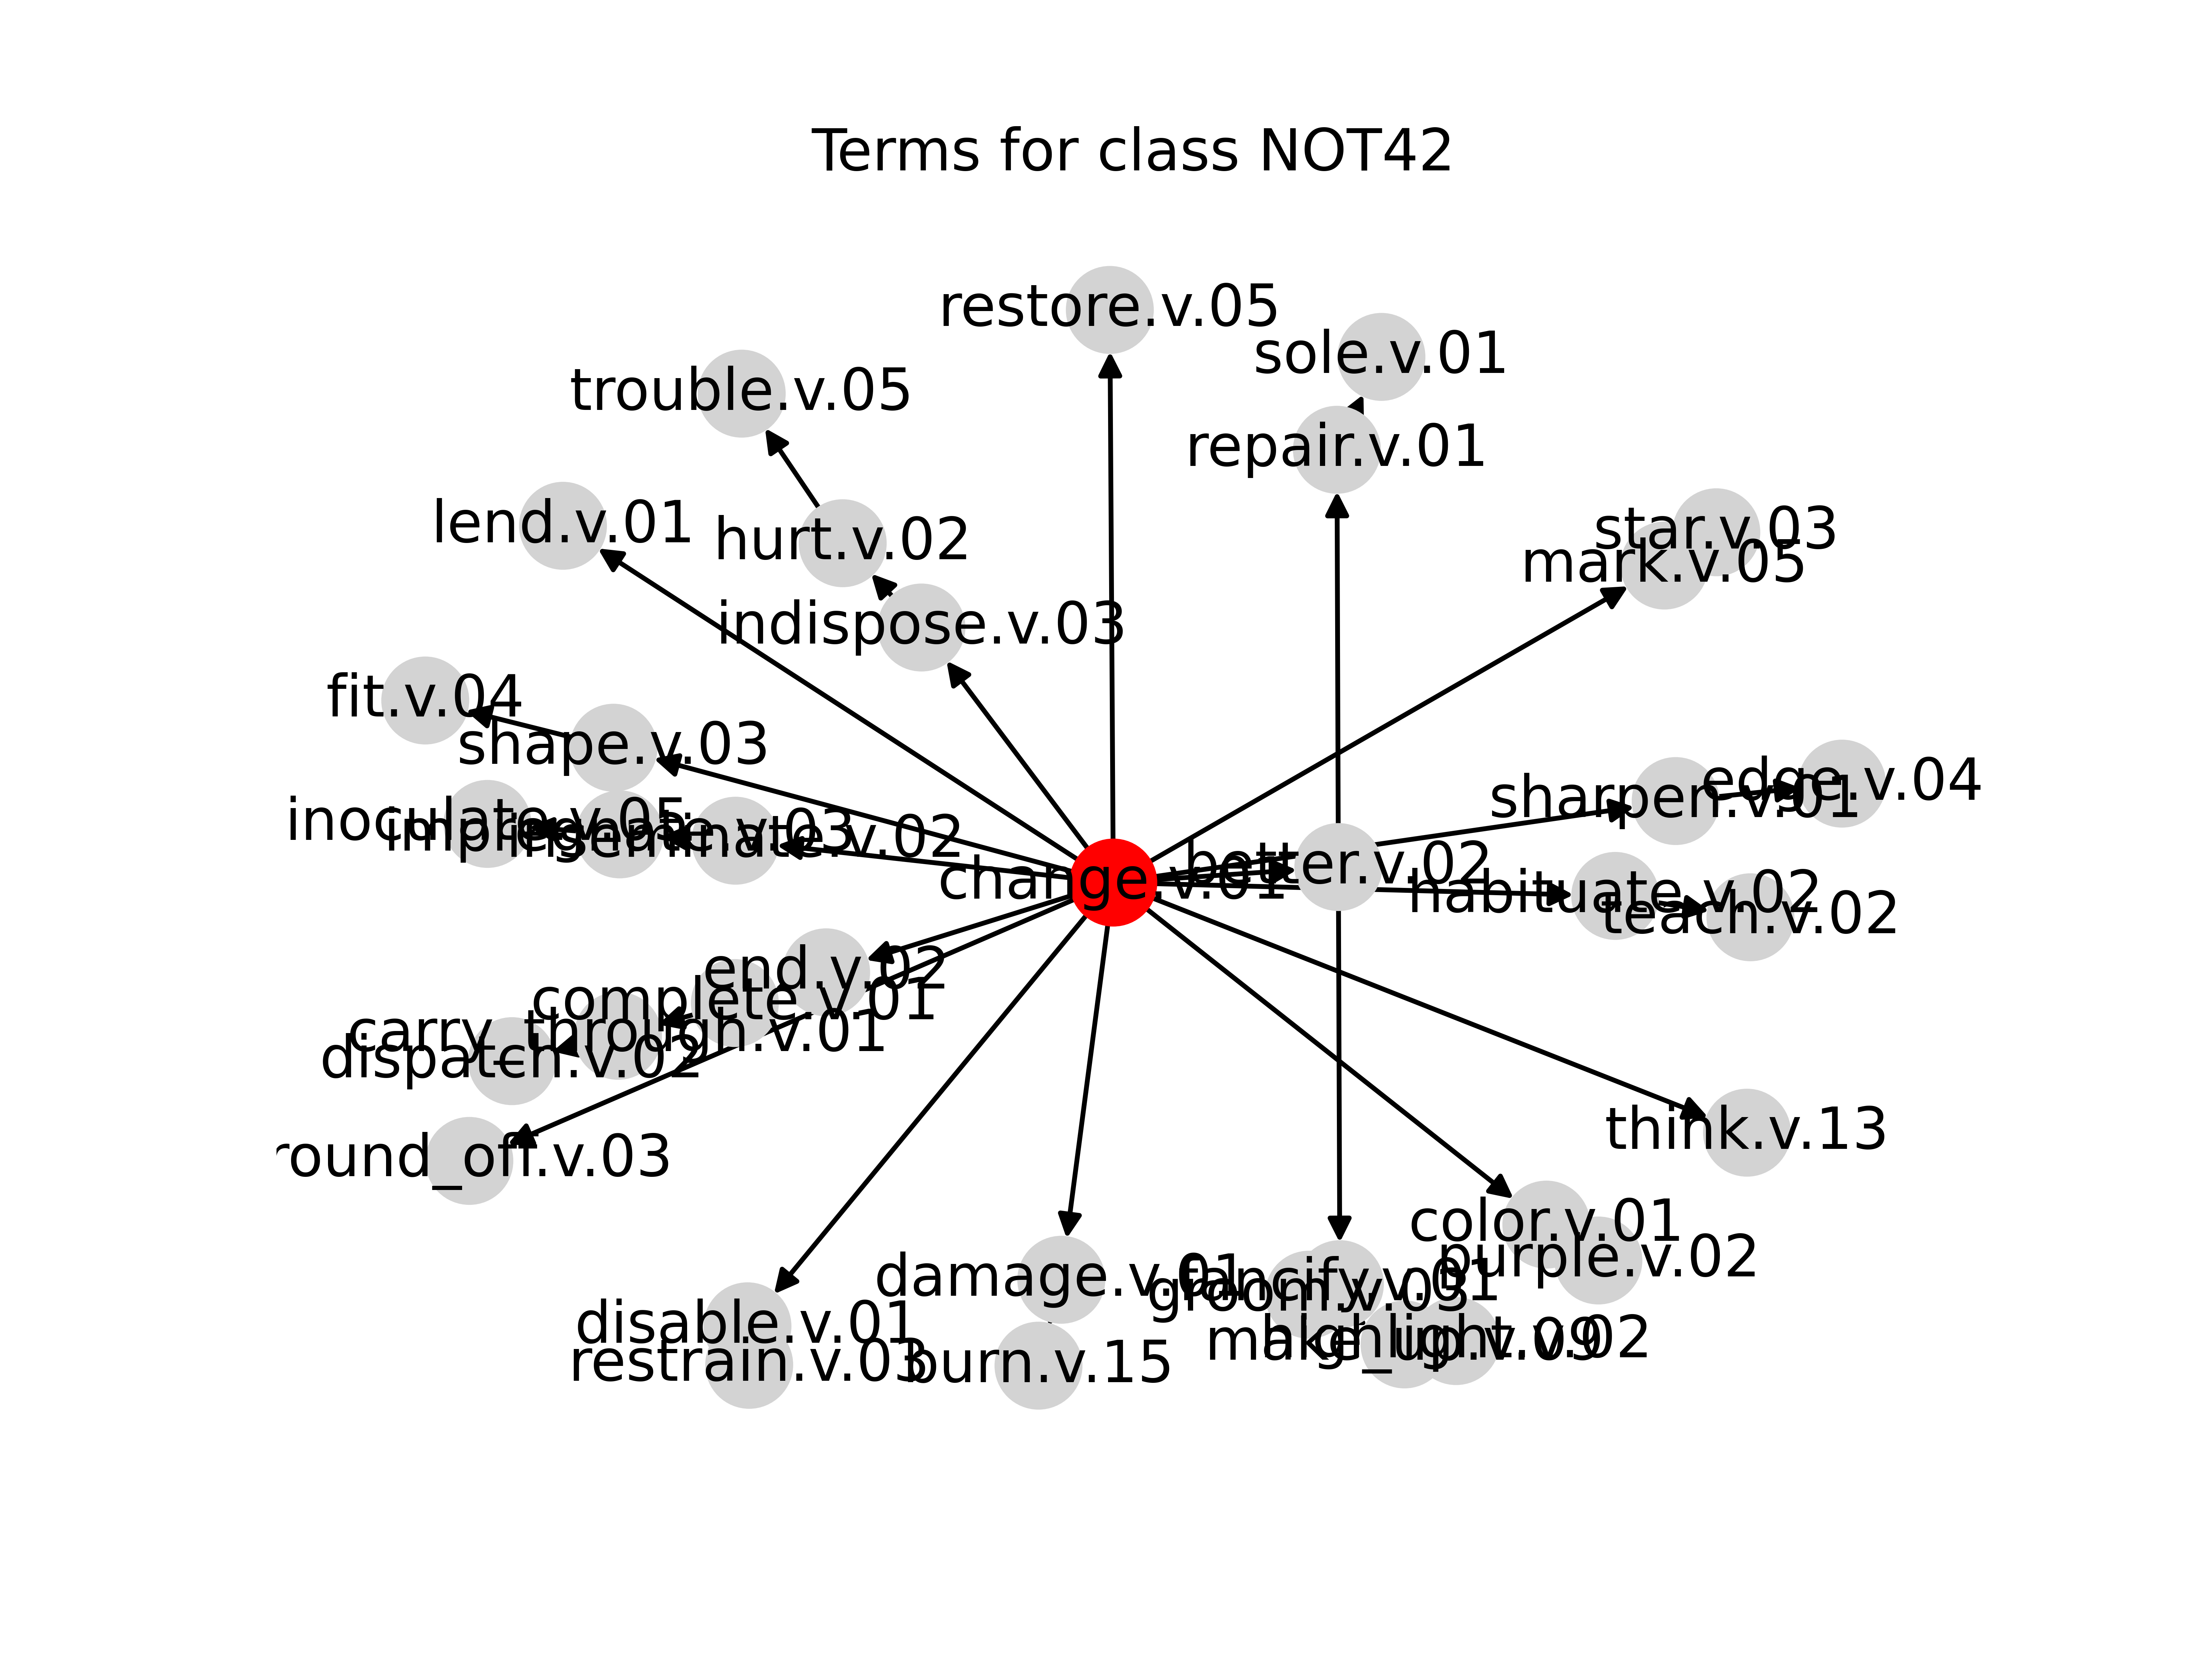 Terms for class NOT42
restore.v.05
sole.v.01
trouble.v.05
repair.v.01
lend.v.01
hurt.v.02
star.v.03
mark.v.05
indispose.v.03
fit.v.04
shape.v.03
edge.v.04
sharpen.v.01
inoculate.v.05
impregnate.v.03
inseminate.v.02
better.v.02
change.v.01
habituate.v.02
teach.v.02
end.v.02
complete.v.01
carry_through.v.01
dispatch.v.02
think.v.13
round_off.v.03
color.v.01
purple.v.02
damage.v.01
fancify.v.01
groom.v.03
disable.v.01
make_up.v.09
highlight.v.02
restrain.v.03
burn.v.15